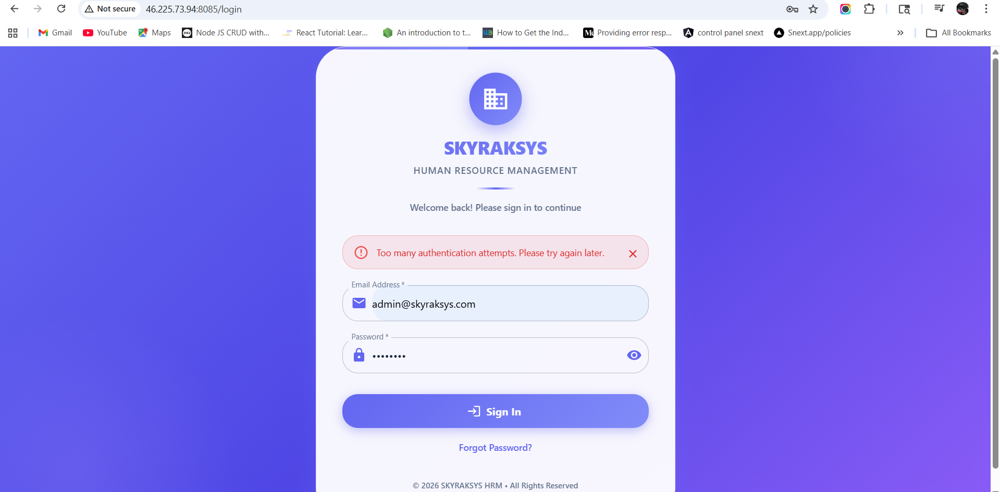 Not secure 46.225.73.94:8085/login
Gmail YouTube Maps Node JS CRUD with... React Tutorial: Lear... An introduction to t... How to Get the Ind... Providing error resp... control panel snext Snext.app/policies » All Bookmarks
SKYRAKSYS
HUMAN RESOURCE MANAGEMENT
Welcome back! Please sign in to continue
Too many authentication attempts. Please try again later.
Email Address *
admin@skyraksys.com
Password *
••••••••
Sign In
Forgot Password?
© 2026 SKYRAKSYS HRM • All Rights Reserved